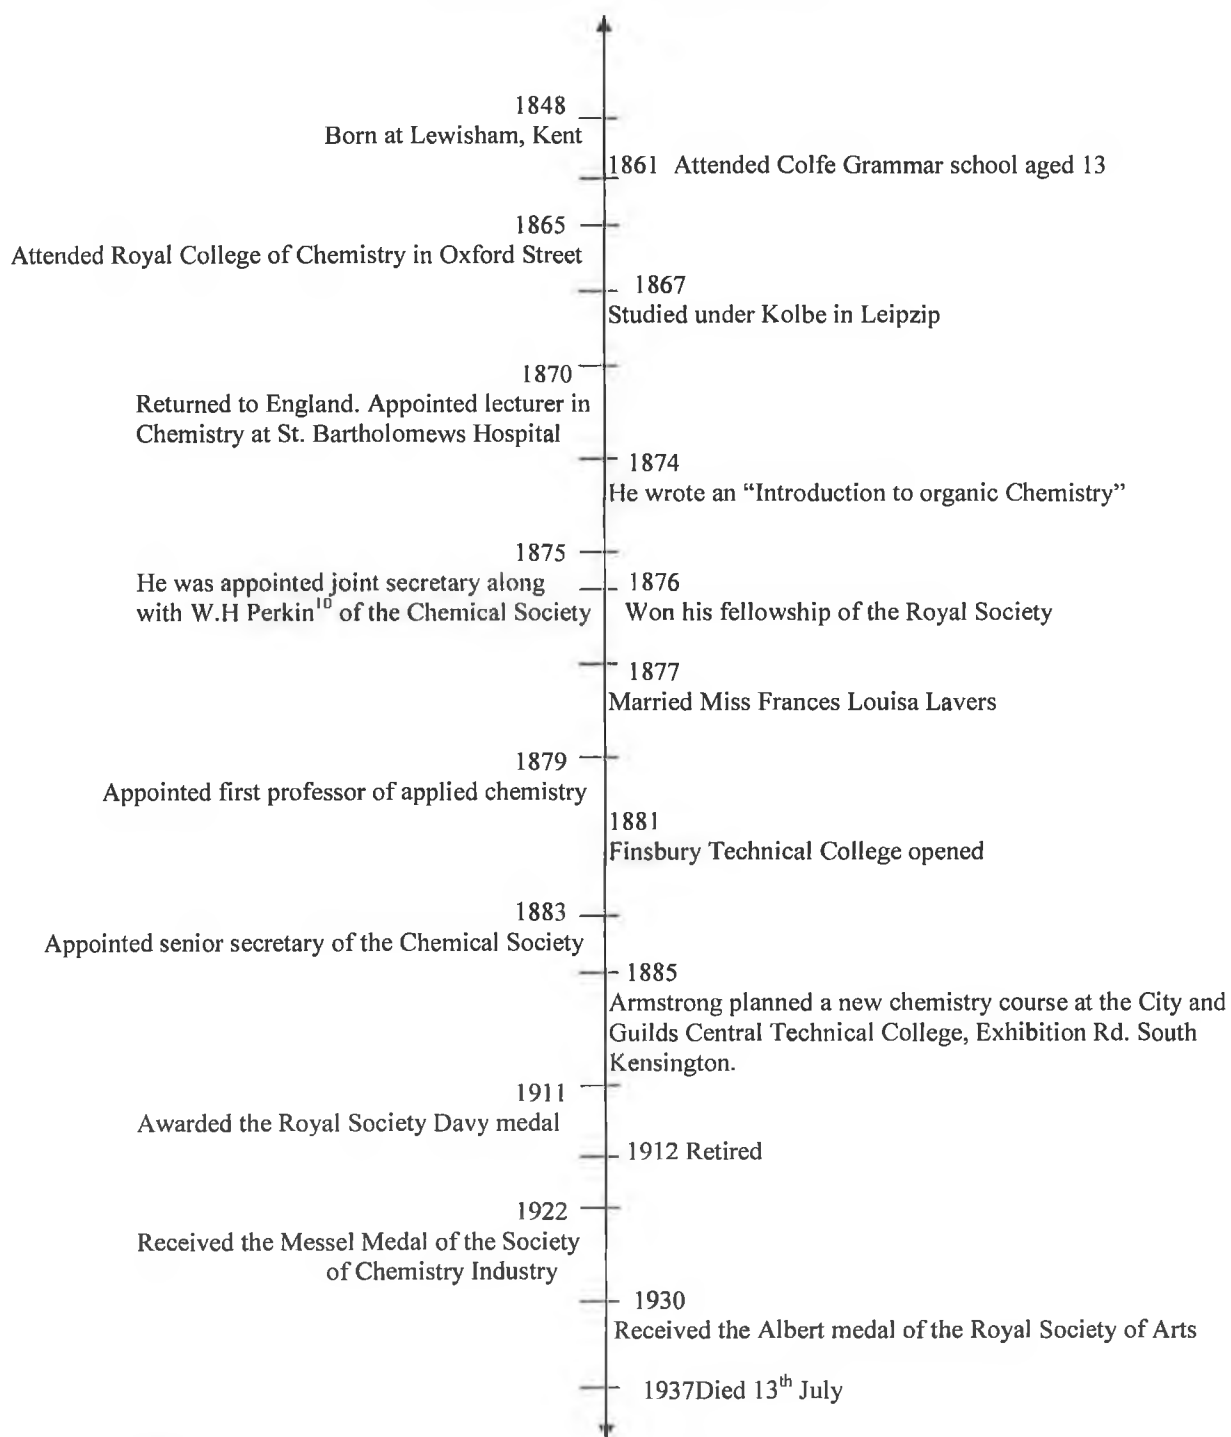 1848
Born at Lewisham, Kent
1861 Attended Colfe Grammar school aged 13
1865
Attended Royal College of Chemistry in Oxford Street
1867
Studied under Kolbe in Leipzip
1870
Returned to England. Appointed lecturer in
Chemistry at St. Bartholomews Hospital
1874
He wrote an “Introduction to organic Chemistry”
1875
He was appointed joint secretary along
with W.H Perkin¹⁰ of the Chemical Society
1876
Won his fellowship of the Royal Society
1877
Married Miss Frances Louisa Lavers
1879
Appointed first professor of applied chemistry
1881
Finsbury Technical College opened
1883
Appointed senior secretary of the Chemical Society
1885
Armstrong planned a new chemistry course at the City and
Guilds Central Technical College, Exhibition Rd. South
Kensington.
1911
Awarded the Royal Society Davy medal
1912 Retired
1922
Received the Messel Medal of the Society
of Chemistry Industry
1930
Received the Albert medal of the Royal Society of Arts
1937Died 13th July